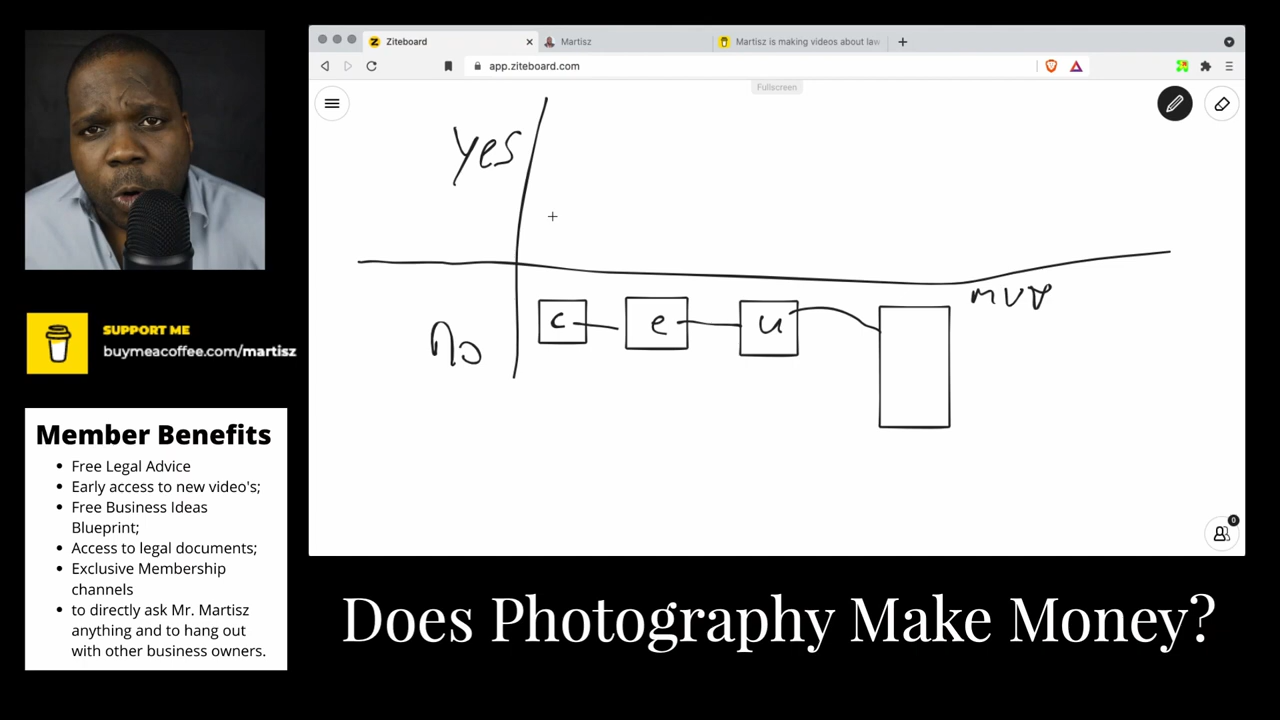 Ziteboard
Martisz
Martisz is making videos about law
app.ziteboard.com
Fullscreen
yes
no
c
e
u
MVP
0
SUPPORT ME
buymeacoffee.com/martisz
Member Benefits
• Free Legal Advice
• Early access to new video's;
• Free Business Ideas
Blueprint;
• Access to legal documents;
• Exclusive Membership
channels
• to directly ask Mr. Martisz
anything and to hang out
with other business owners.
Does Photography Make Money?